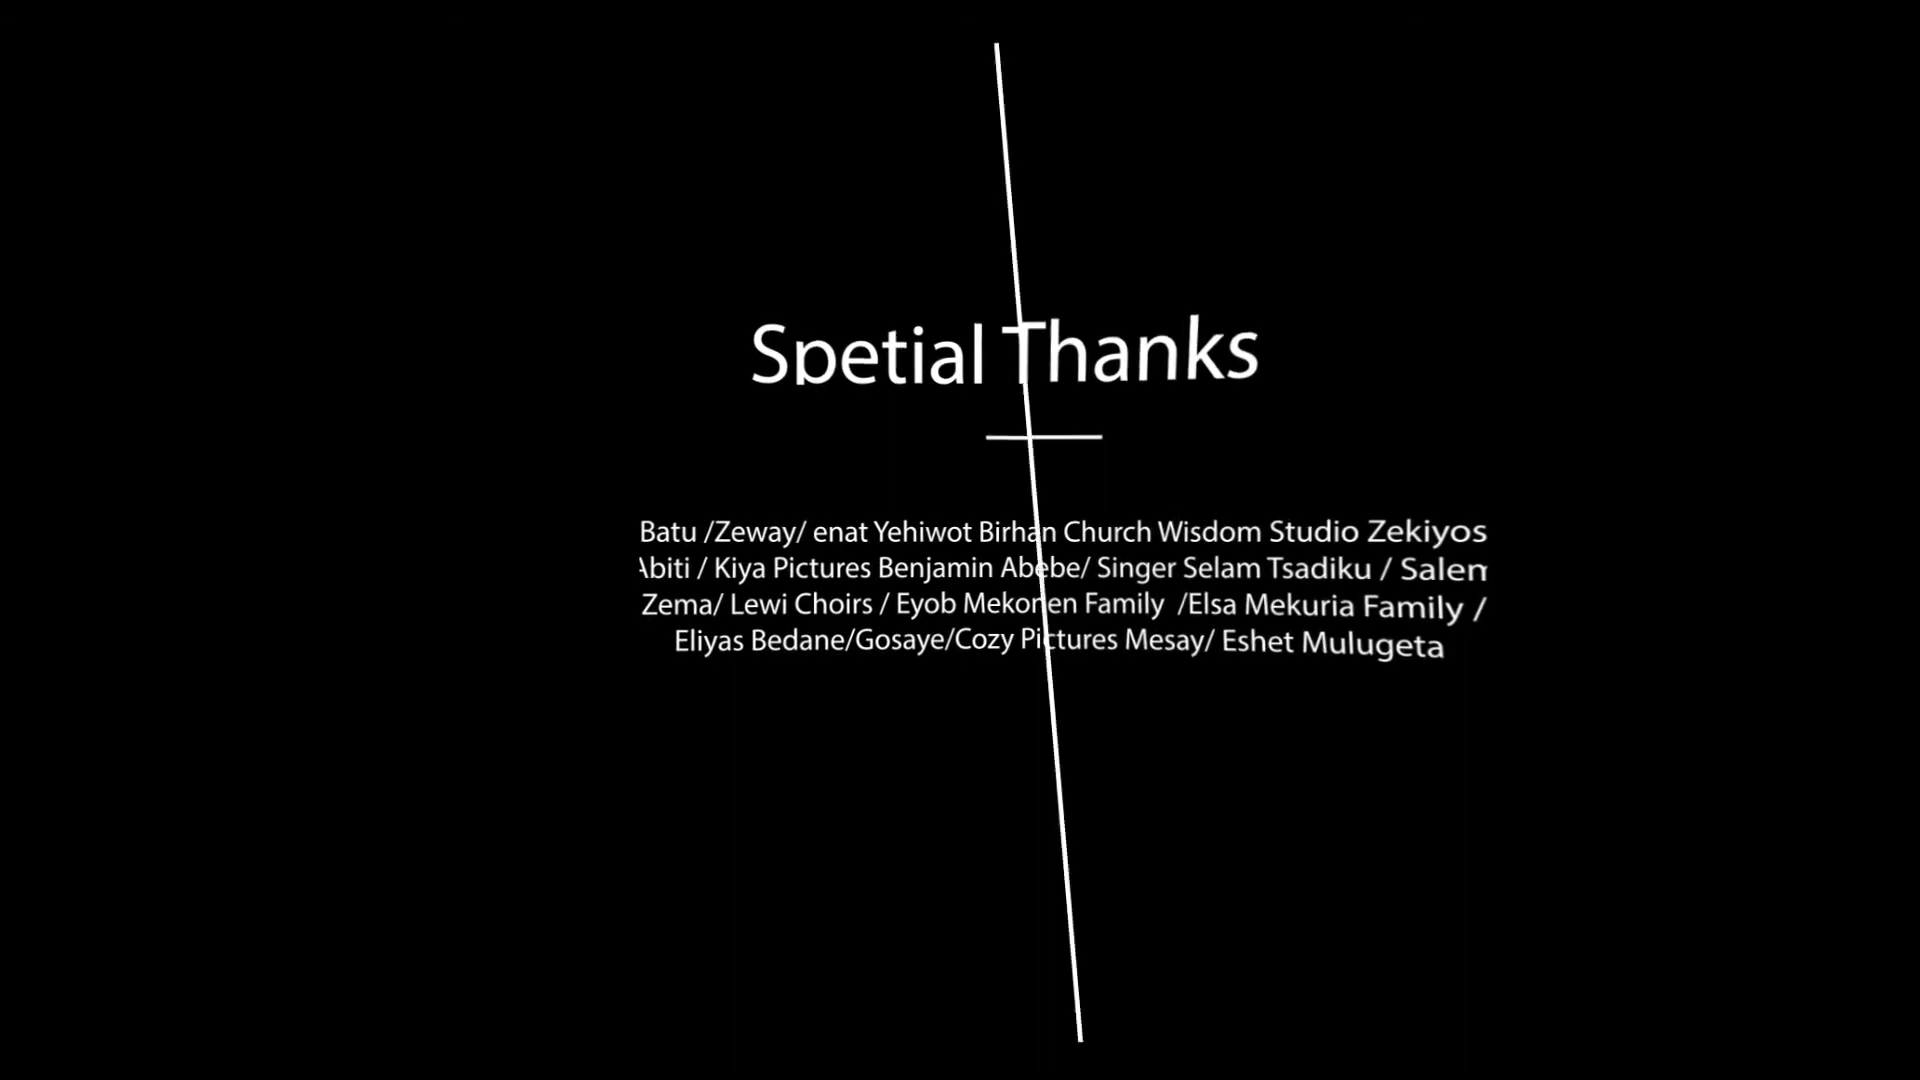 Spetial Thanks
Batu /Zeway/ enat Yehiwot Birhan Church Wisdom Studio Zekiyos
Abiti / Kiya Pictures Benjamin Abebe/ Singer Selam Tsadiku / Salem
Zema/ Lewi Choirs / Eyob Mekonen Family /Elsa Mekuria Family /
Eliyas Bedane/Gosaye/Cozy Pictures Mesay/ Eshet Mulugeta